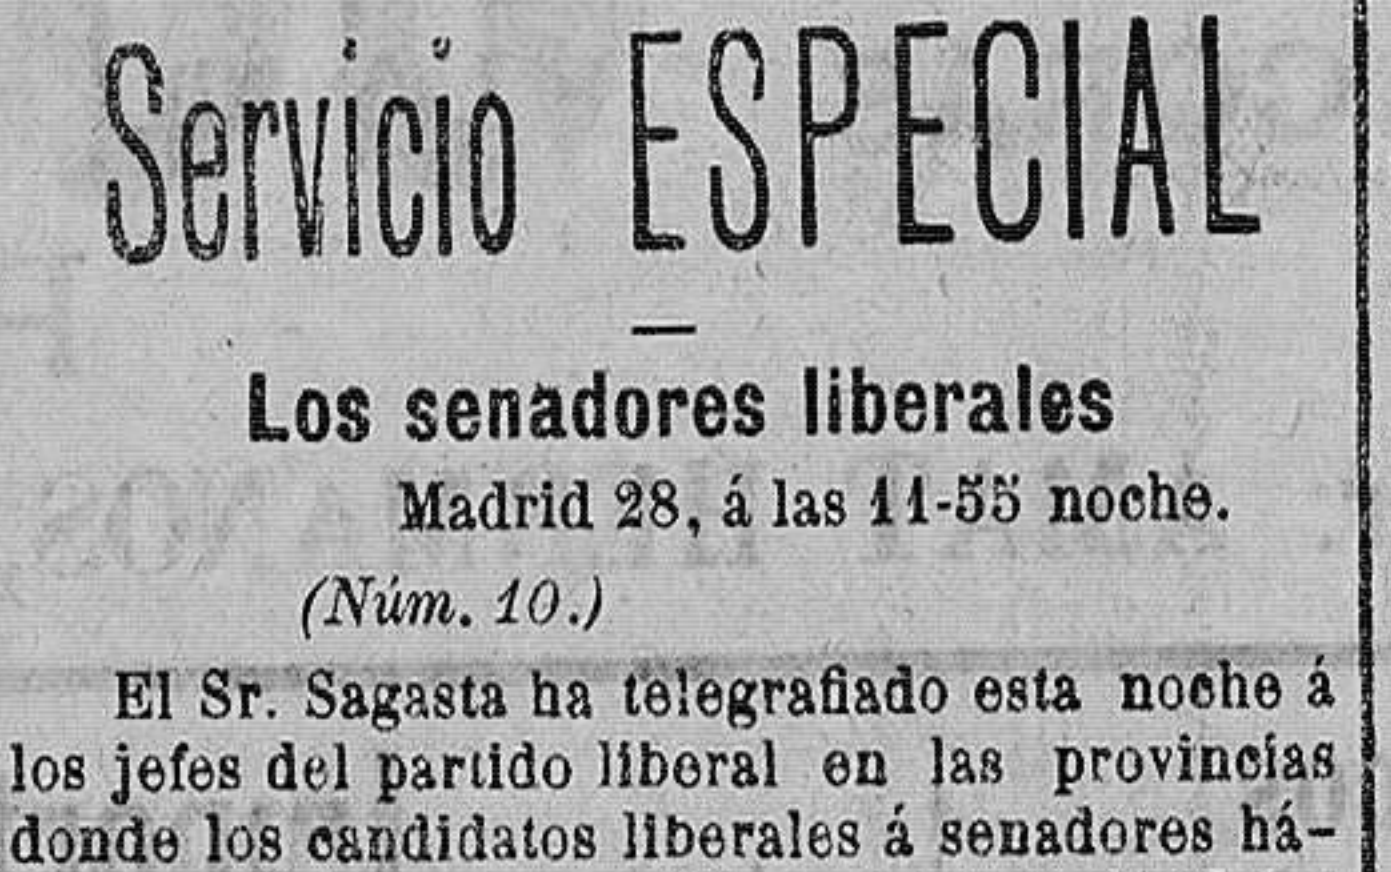 Servicio ESPECIAL
Los senadores liberales
Madrid 28, á las 11-55 noche.
(Núm. 10.)
El Sr. Sagasta ha telegrafiado esta noche á
los jefes del partido liberal en las provincias
donde los candidatos liberales á senadores há-